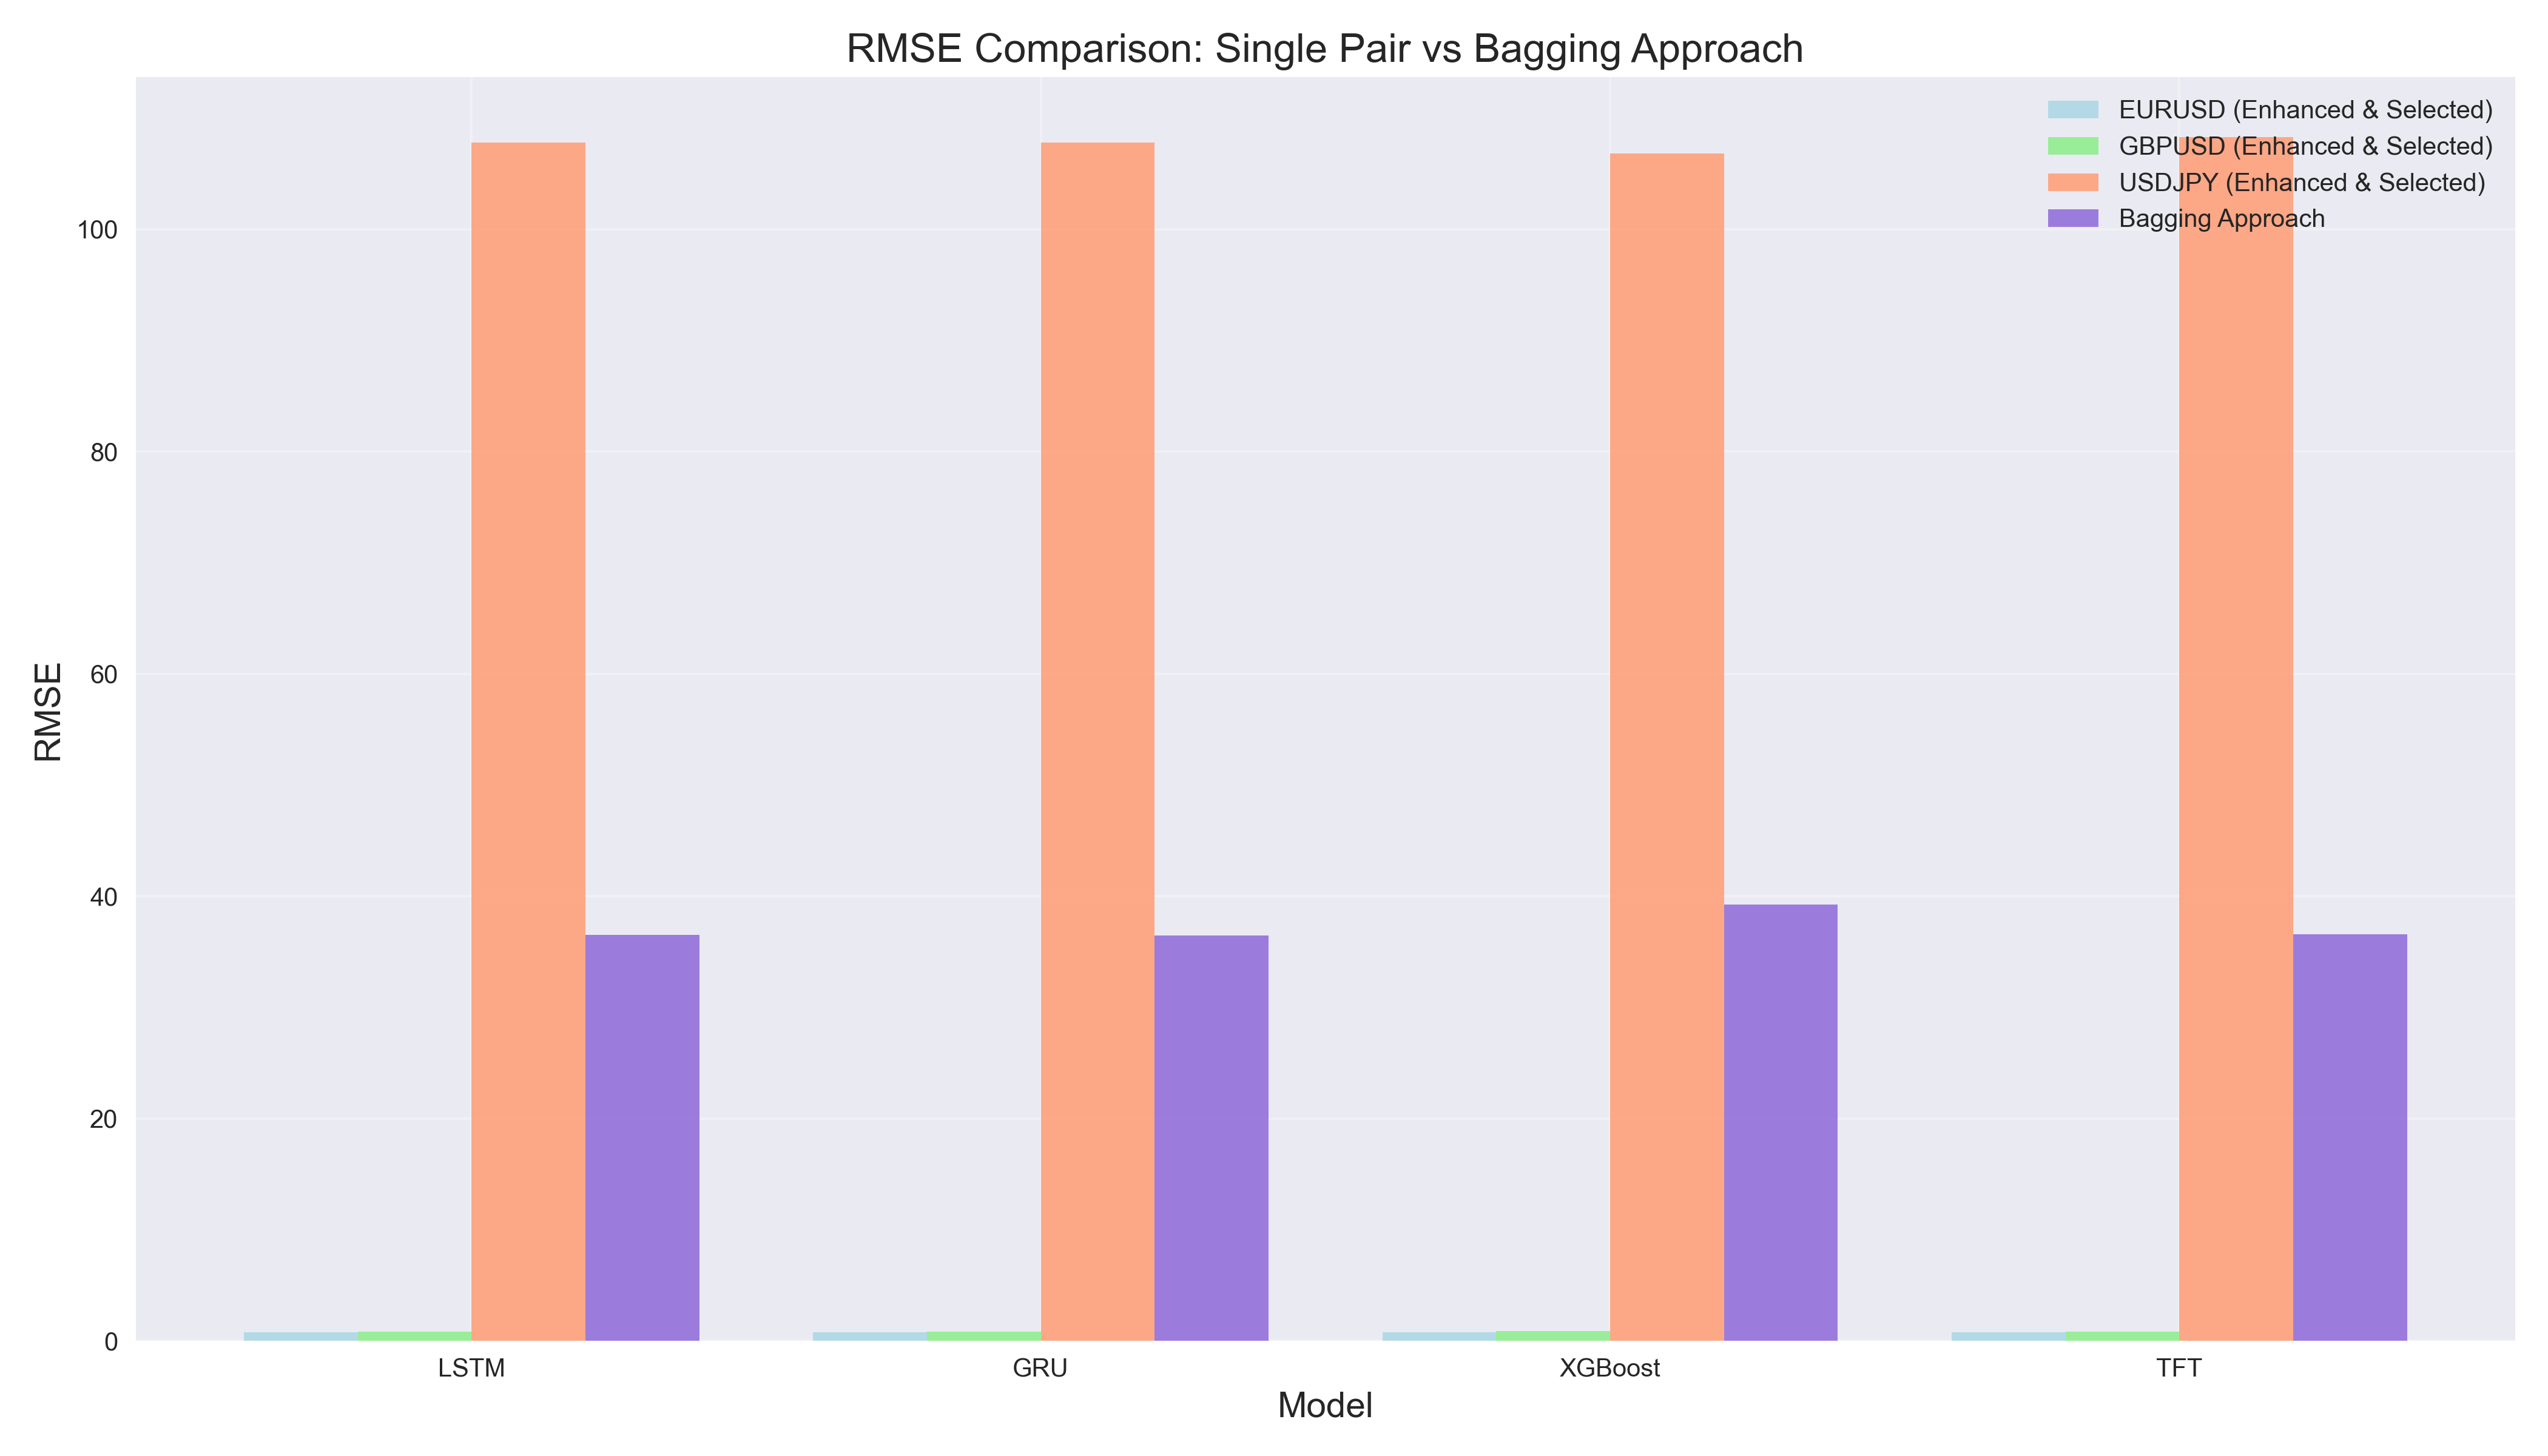 RMSE Comparison: Single Pair vs Bagging Approach
EURUSD (Enhanced & Selected)
GBPUSD (Enhanced & Selected)
USDJPY (Enhanced & Selected)
Bagging Approach
RMSE
100
80
60
40
20
0
LSTM
GRU
XGBoost
TFT
Model